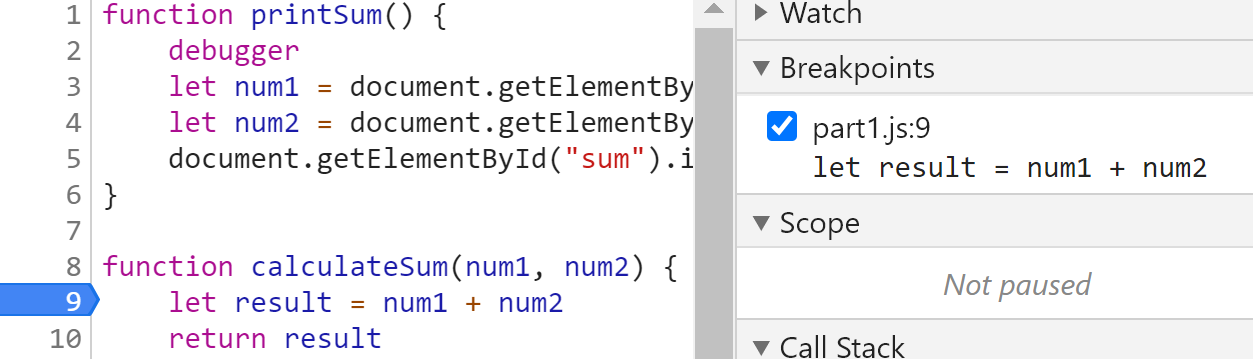 1 function printSum() {
2     debugger
3     let num1 = document.getElementBy
4     let num2 = document.getElementBy
5     document.getElementById("sum").i
6 }
7
8 function calculateSum(num1, num2) {
9     let result = num1 + num2
10     return result
Watch
Breakpoints
part1.js:9
let result = num1 + num2
Scope
Not paused
Call Stack